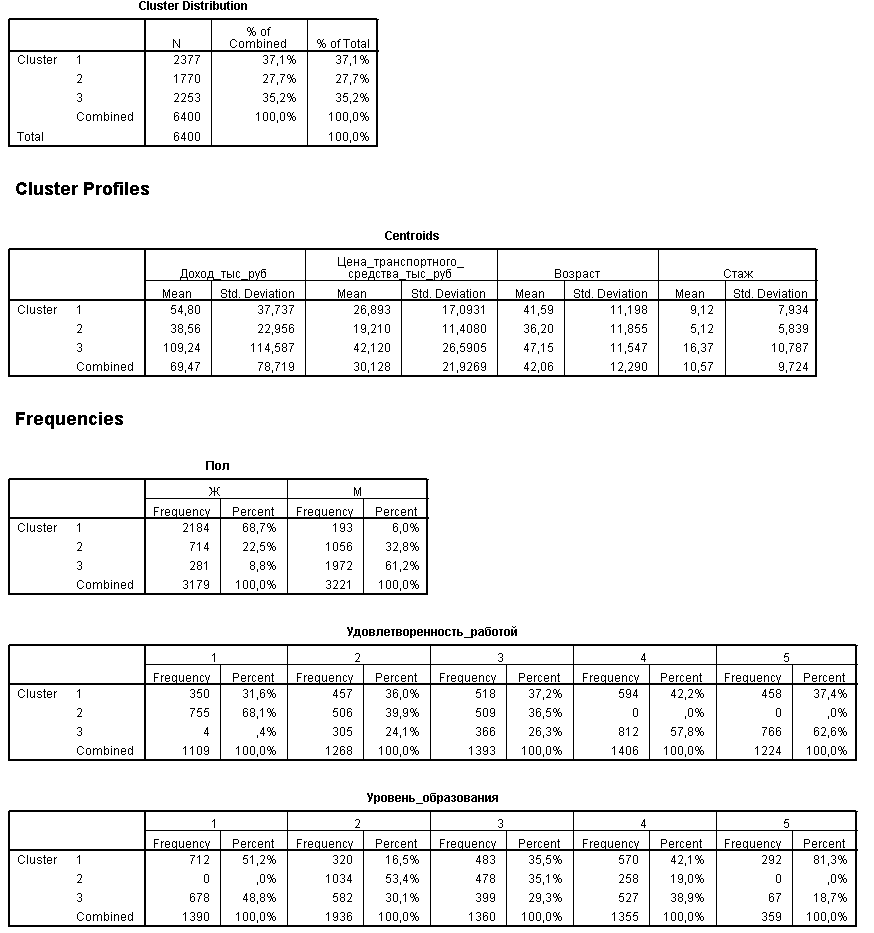 Cluster Distribution
N % of Combined % of Total
Cluster 1 2377 37,1% 37,1%
2 1770 27,7% 27,7%
3 2253 35,2% 35,2%
Combined 6400 100,0% 100,0%
Total 6400 100,0%
Cluster Profiles
Centroids
Доход_тыс_руб Цена_транспортного_ средства_тыс_руб Возраст Стаж
Mean Std. Deviation Mean Std. Deviation Mean Std. Deviation Mean Std. Deviation
Cluster 1 54,80 37,737 26,893 17,0931 41,59 11,198 9,12 7,934
2 38,56 22,956 19,210 11,4080 36,20 11,855 5,12 5,839
3 109,24 114,587 42,120 26,5905 47,15 11,547 16,37 10,787
Combined 69,47 78,719 30,128 21,9269 42,06 12,290 10,57 9,724
Frequencies
Пол
Ж М
Frequency Percent Frequency Percent
Cluster 1 2184 68,7% 193 6,0%
2 714 22,5% 1056 32,8%
3 281 8,8% 1972 61,2%
Combined 3179 100,0% 3221 100,0%
Удовлетворенность_работой
1 2 3 4 5
Frequency Percent Frequency Percent Frequency Percent Frequency Percent Frequency Percent
Cluster 1 350 31,6% 457 36,0% 518 37,2% 594 42,2% 458 37,4%
2 755 68,1% 506 39,9% 509 36,5% 0 ,0% 0 ,0%
3 4 ,4% 305 24,1% 366 26,3% 812 57,8% 766 62,6%
Combined 1109 100,0% 1268 100,0% 1393 100,0% 1406 100,0% 1224 100,0%
Уровень_образования
1 2 3 4 5
Frequency Percent Frequency Percent Frequency Percent Frequency Percent Frequency Percent
Cluster 1 712 51,2% 320 16,5% 483 35,5% 570 42,1% 292 81,3%
2 0 ,0% 1034 53,4% 478 35,1% 258 19,0% 0 ,0%
3 678 48,8% 582 30,1% 399 29,3% 527 38,9% 67 18,7%
Combined 1390 100,0% 1936 100,0% 1360 100,0% 1355 100,0% 359 100,0%